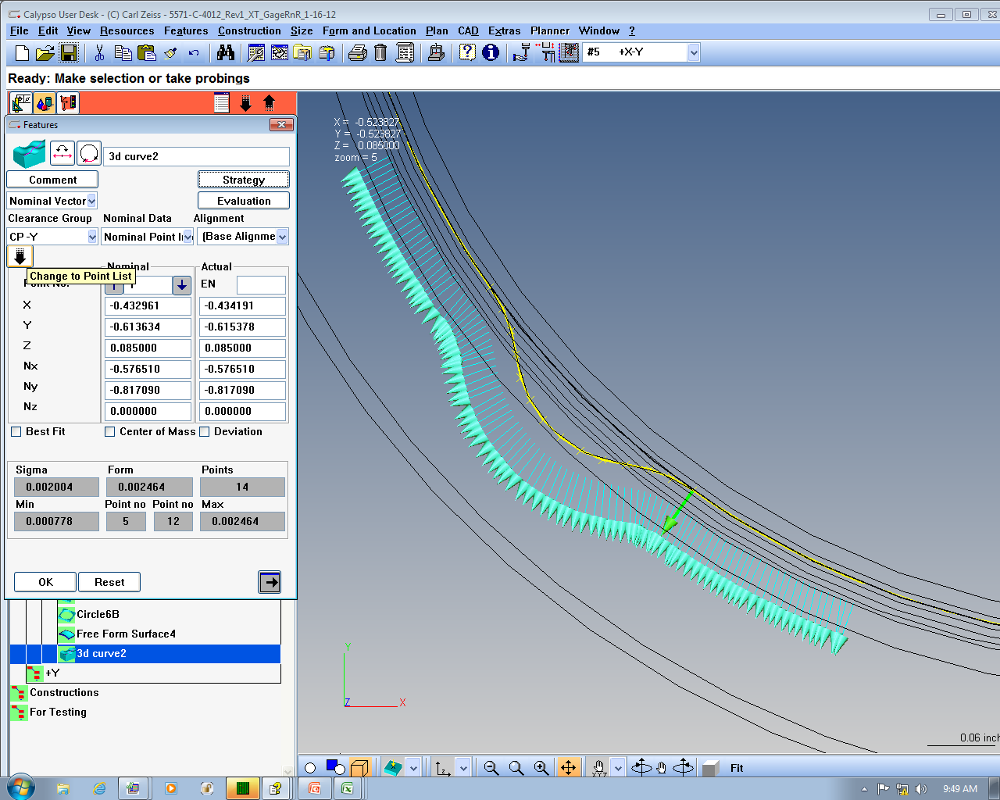 Calypso User Desk - (C) Carl Zeiss - 5571-C-4012_Rev1_XT_GageRnR_1-16-12
File Edit View Resources Features Construction Size Form and Location Plan CAD Extras Planner Window ?
#5 +X-Y
Ready: Make selection or take probings
Features
3d curve2
Comment Strategy
Nominal Vector Evaluation
Clearance Group Nominal Data Alignment
CP -Y Nominal Point In (Base Alignme
Change to Point List
Nominal Actual
Point No. 1 EN
X -0.432961 -0.434191
Y -0.613634 -0.615378
Z 0.085000 0.085000
Nx -0.576510 -0.576510
Ny -0.817090 -0.817090
Nz 0.000000 0.000000
Best Fit Center of Mass Deviation
Sigma Form Points
0.002004 0.002464 14
Min Point no Point no Max
0.000778 5 12 0.002464
OK Reset
Circle6B
Free Form Surface4
3d curve2
+Y
Constructions
For Testing
X = -0.523827
Y = -0.523827
Z = 0.085000
zoom = 5
Y
Z X
0.06 inch
XYZ
Fit
9:49 AM